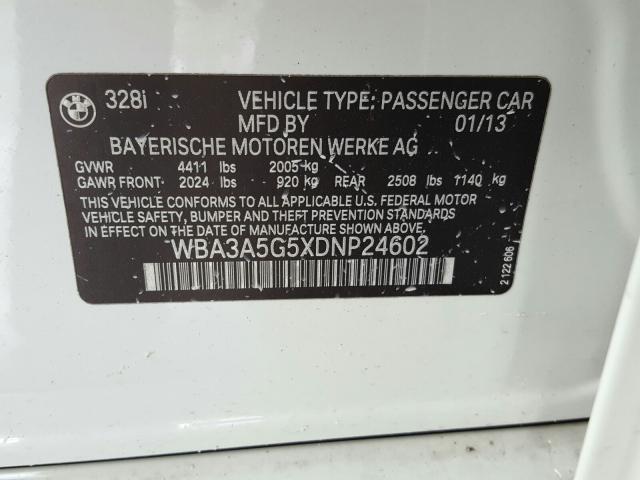 BMW 328i VEHICLE TYPE: PASSENGER CAR
MFD BY 01/13
BAYERISCHE MOTOREN WERKE AG
GVWR 4411 lbs 2005 kg
GAWR FRONT 2024 lbs 920 kg REAR 2508 lbs 1140 kg
THIS VEHICLE CONFORMS TO ALL APPLICABLE U.S. FEDERAL MOTOR
VEHICLE SAFETY, BUMPER AND THEFT PREVENTION STANDARDS
IN EFFECT ON THE DATE OF MANUFACTURE SHOWN ABOVE:
WBA3A5G5XDNP24602
2 122 606